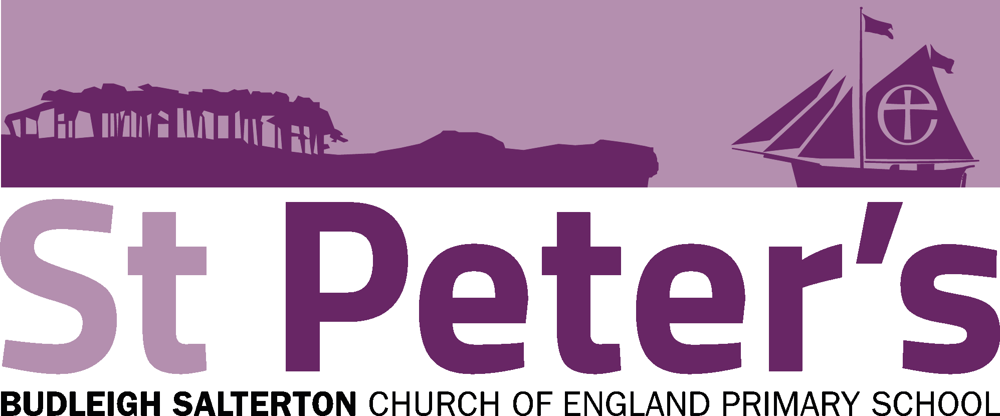 St Peter’s
BUDLEIGH SALTERTON CHURCH OF ENGLAND PRIMARY SCHOOL